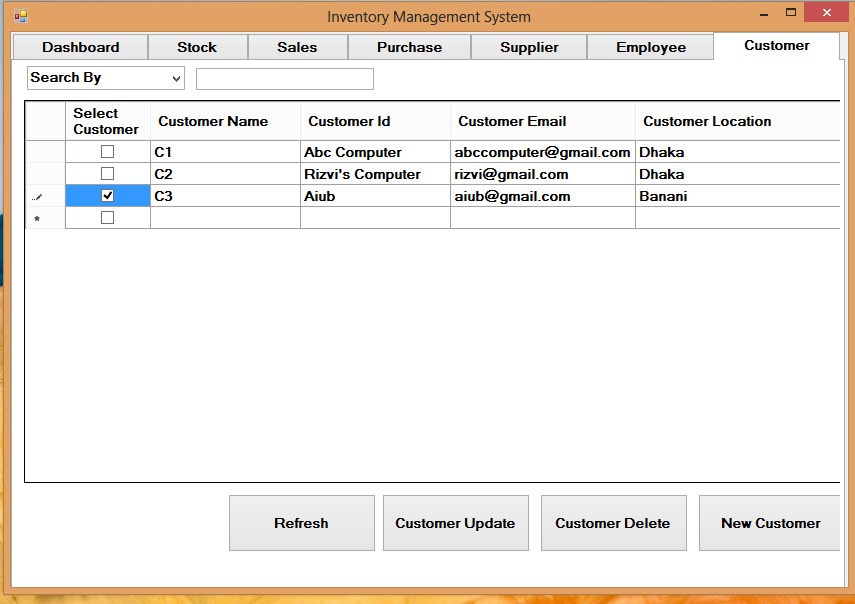 Inventory Management System
Dashboard Stock Sales Purchase Supplier Employee Customer
Search By
Select Customer Customer Name Customer Id Customer Email Customer Location
C1 Abc Computer abccomputer@gmail.com Dhaka
C2 Rizvi's Computer rizvi@gmail.com Dhaka
C3 Aiub aiub@gmail.com Banani
Refresh Customer Update Customer Delete New Customer